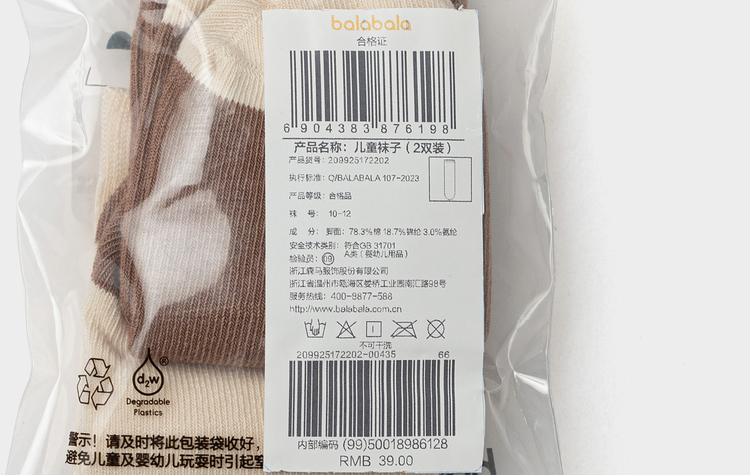 balabala
合格证
6 904383 876198
产品名称：儿童袜子（2双装）
产品货号：209925172202
执行标准：Q/BALABALA 107-2023
产品等级：合格品
袜 号： 10-12
成 分： 脚面：78.3%棉 18.7%锦纶 3.0%氨纶
安全技术类别：符合GB 31701
A类（婴幼儿用品）
检验员：09
浙江森马服饰股份有限公司
浙江省温州市瓯海区娄桥工业园南汇路98号
服务热线：400-9877-588
http://www.balabala.com.cn
不可干洗
209925172202-00435 66
内部编码 (99)50018986128
RMB 39.00
d2w®
Degradable
Plastics
警示！请及时将此包装袋收好，
避免儿童及婴幼儿玩耍时引起